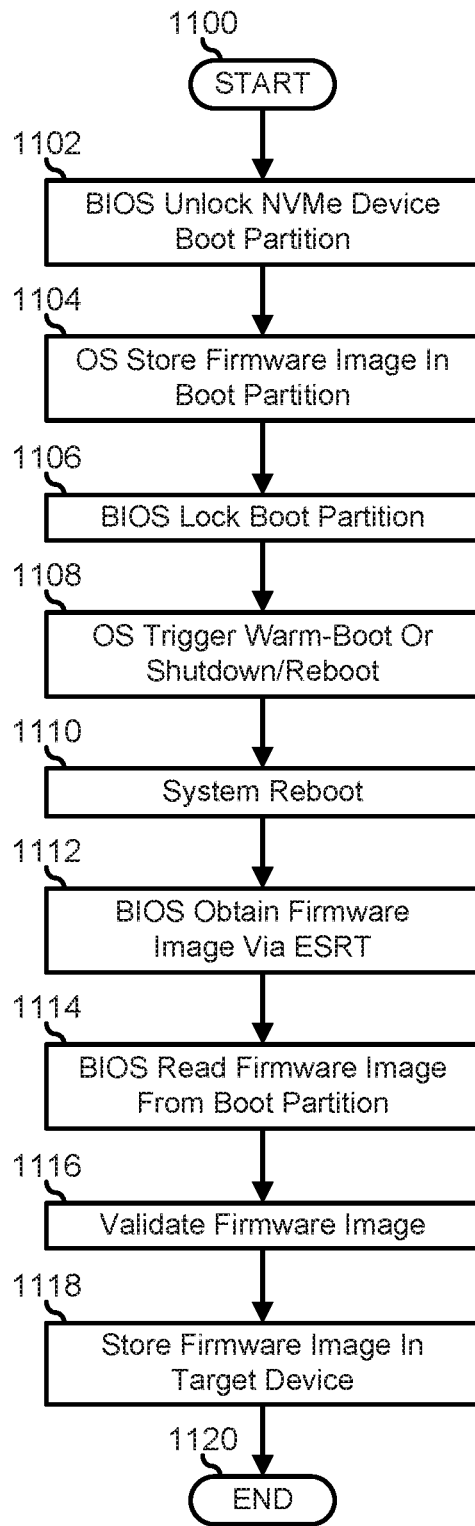 1100
START
1102
BIOS Unlock NVMe Device
Boot Partition
1104
OS Store Firmware Image In
Boot Partition
1106
BIOS Lock Boot Partition
1108
OS Trigger Warm-Boot Or
Shutdown/Reboot
1110
System Reboot
1112
BIOS Obtain Firmware
Image Via ESRT
1114
BIOS Read Firmware Image
From Boot Partition
1116
Validate Firmware Image
1118
Store Firmware Image In
Target Device
1120
END